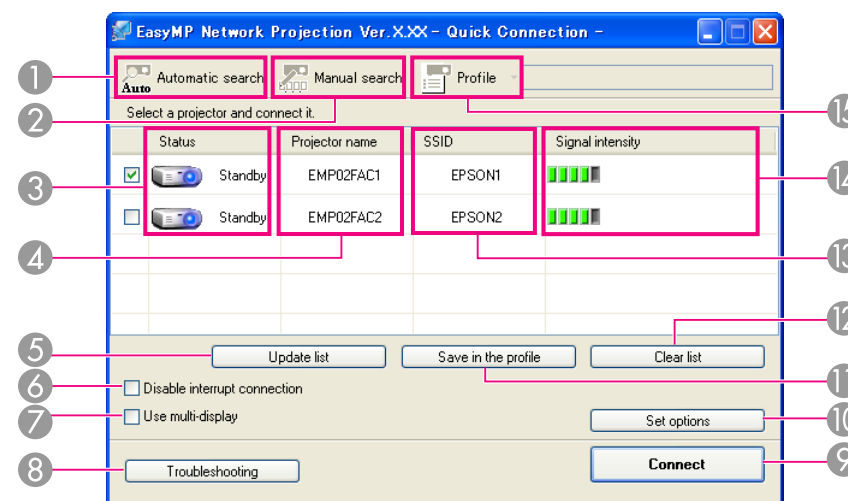 EasyMP Network Projection Ver.X.XX - Quick Connection -
1 Auto Automatic search Manual search Profile
2 Select a projector and connect it. 15
Status Projector name SSID Signal intensity
3 Standby EMP02FAC1 EPSON1 14
Standby EMP02FAC2 EPSON2
4 13
12
5 Update list Save in the profile Clear list
6 Disable interrupt connection 11
7 Use multi-display Set options 10
8 Troubleshooting Connect 9